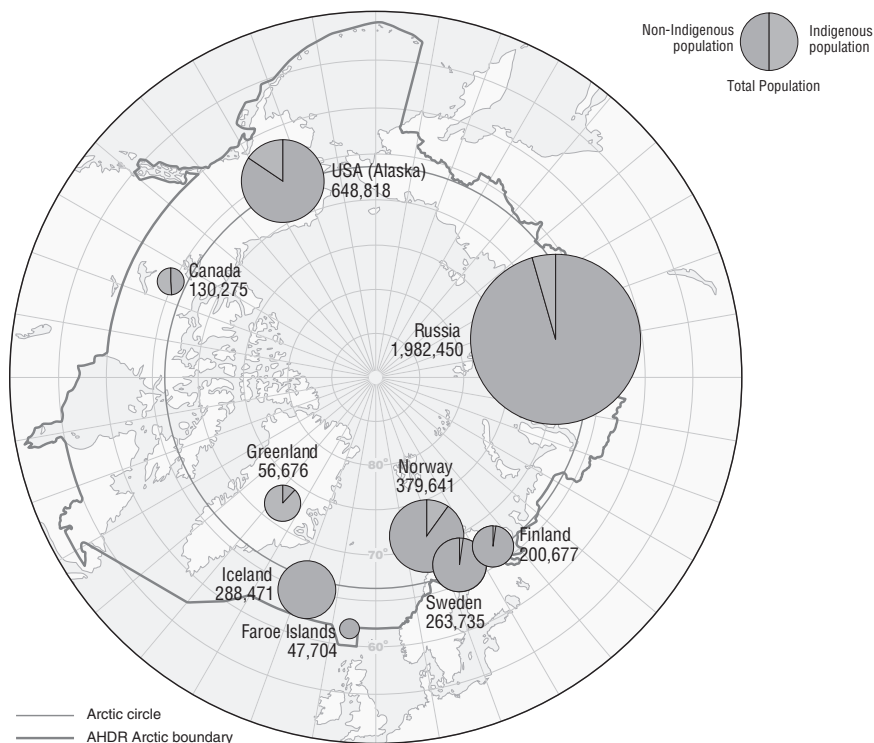 Non-Indigenous
population
Indigenous
population
Total Population
USA (Alaska)
648,818
Canada
130,275
Russia
1,982,450
Greenland
56,676
80°
Norway
379,641
70°
Finland
200,677
Iceland
288,471
Sweden
263,735
Faroe Islands
47,704
60°
Arctic circle
AHDR Arctic boundary